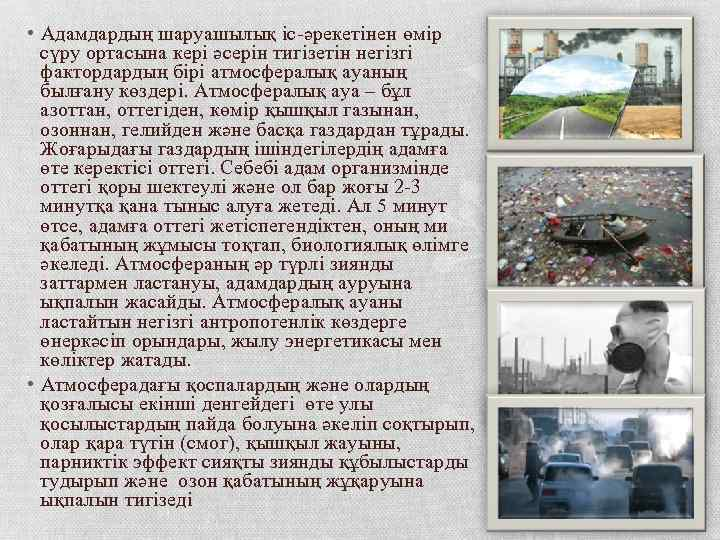 • Адамдардың шаруашылық іс-әрекетінен өмір
сүру ортасына кері әсерін тигізетін негізгі
фактордардың бірі атмосфералық ауаның
былғану көздері. Атмосфералық ауа – бұл
азоттан, оттегіден, көмір қышқыл газынан,
озоннан, гелийден және басқа газдардан тұрады.
Жоғарыдағы газдардың ішіндегілердің адамға
өте керектісі оттегі. Себебі адам организмінде
оттегі қоры шектеулі және ол бар жоғы 2-3
минутқа қана тыныс алуға жетеді. Ал 5 минут
өтсе, адамға оттегі жетіспегендіктен, оның ми
қабатының жұмысы тоқтап, биологиялық өлімге
әкеледі. Атмосфераның әр түрлі зиянды
заттармен ластануы, адамдардың ауруына
ықпалын жасайды. Атмосфералық ауаны
ластайтын негізгі антропогенлік көздерге
өнеркәсіп орындары, жылу энергетикасы мен
көліктер жатады.
• Атмосферадағы қоспалардың және олардың
қозғалысы екінші денгейдегі өте улы
қосылыстардың пайда болуына әкеліп соқтырып,
олар қара түтін (смог), қышқыл жауыны,
парниктік эффект сияқты зиянды құбылыстарды
тудырып және озон қабатының жұқаруына
ықпалын тигізеді